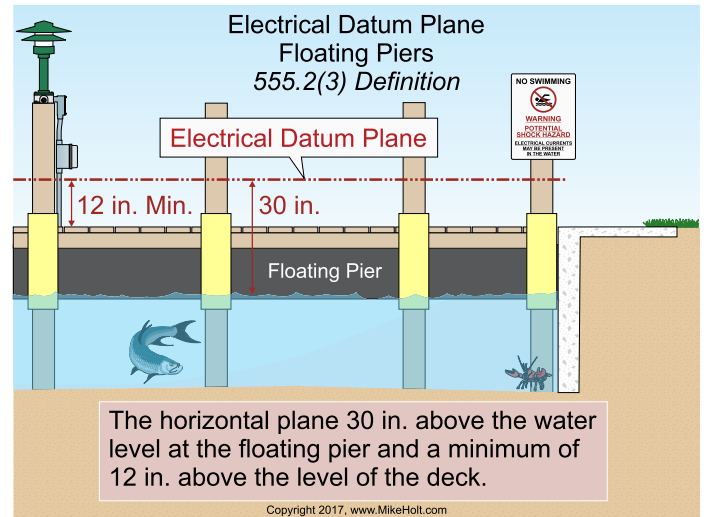 Electrical Datum Plane
Floating Piers
555.2(3) Definition
NO SWIMMING
WARNING
POTENTIAL
SHOCK HAZARD
ELECTRICAL CURRENTS
MAY BE PRESENT
IN THE WATER
Electrical Datum Plane
12 in. Min.
30 in.
Floating Pier
The horizontal plane 30 in. above the water
level at the floating pier and a minimum of
12 in. above the level of the deck.
Copyright 2017, www.MikeHolt.com